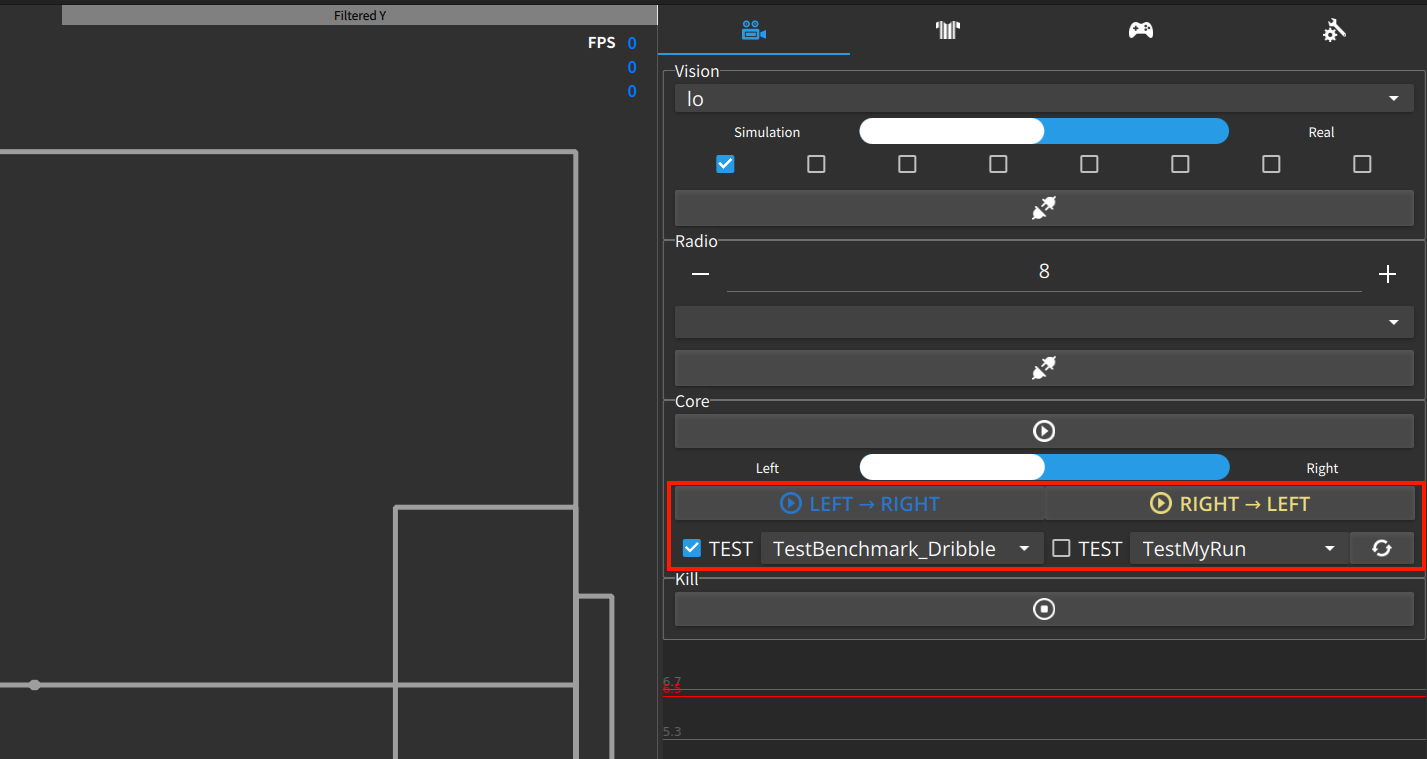 Filtered Y
FPS 0
0
0
Vision
lo
Simulation Real
Radio
8
Core
Left Right
LEFT → RIGHT RIGHT → LEFT
TEST TestBenchmark_Dribble TEST TestMyRun
Kill
6.7
6.5
5.3